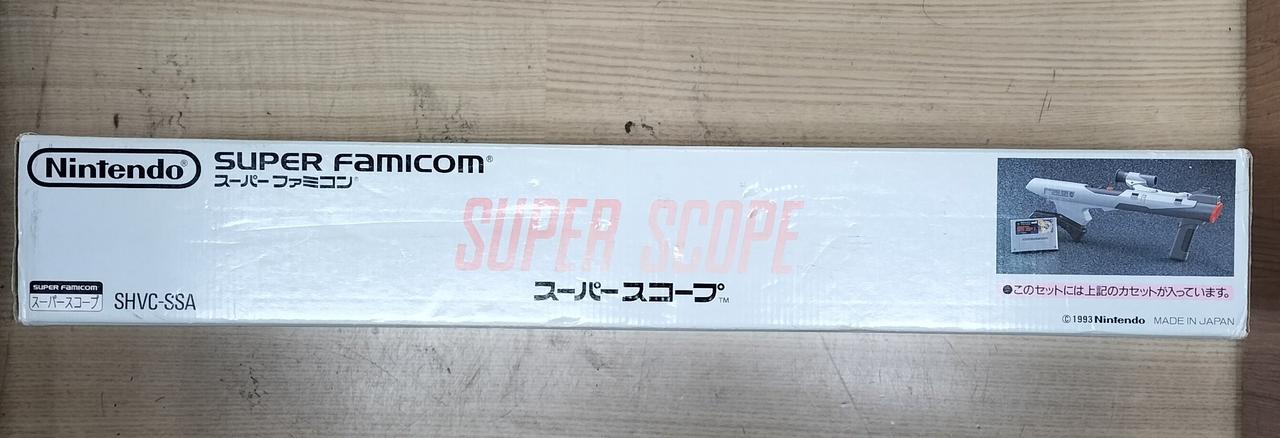 Nintendo®
SUPER FAMICOM®
スーパーファミコン®
SUPER SCOPE
スーパースコープ™
SUPER FAMICOM
スーパースコープ
SHVC-SSA
●このセットには上記のカセットが入っています。
©1993 Nintendo MADE IN JAPAN